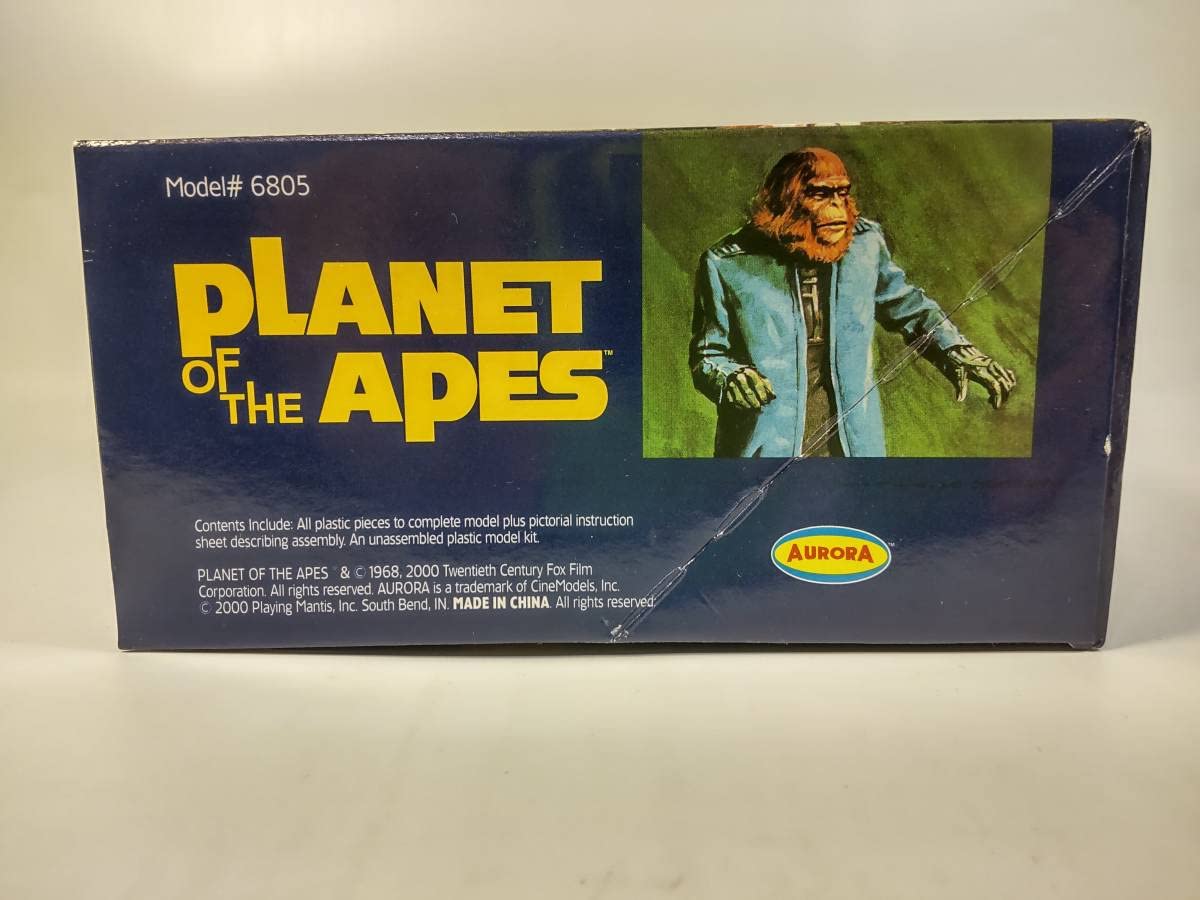 Model# 6805
PLANET
OF
THE APES™
Contents Include: All plastic pieces to complete model plus pictorial instruction
sheet describing assembly. An unassembled plastic model kit.
PLANET OF THE APES & © 1968, 2000 Twentieth Century Fox Film
Corporation. All rights reserved. AURORA is a trademark of CineModels, Inc.
© 2000 Playing Mantis, Inc. South Bend, IN. MADE IN CHINA. All rights reserved.
AURORA™